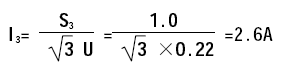 I₃= S₃ / √3 U = 1.0 / √3 ×0.22 =2.6A